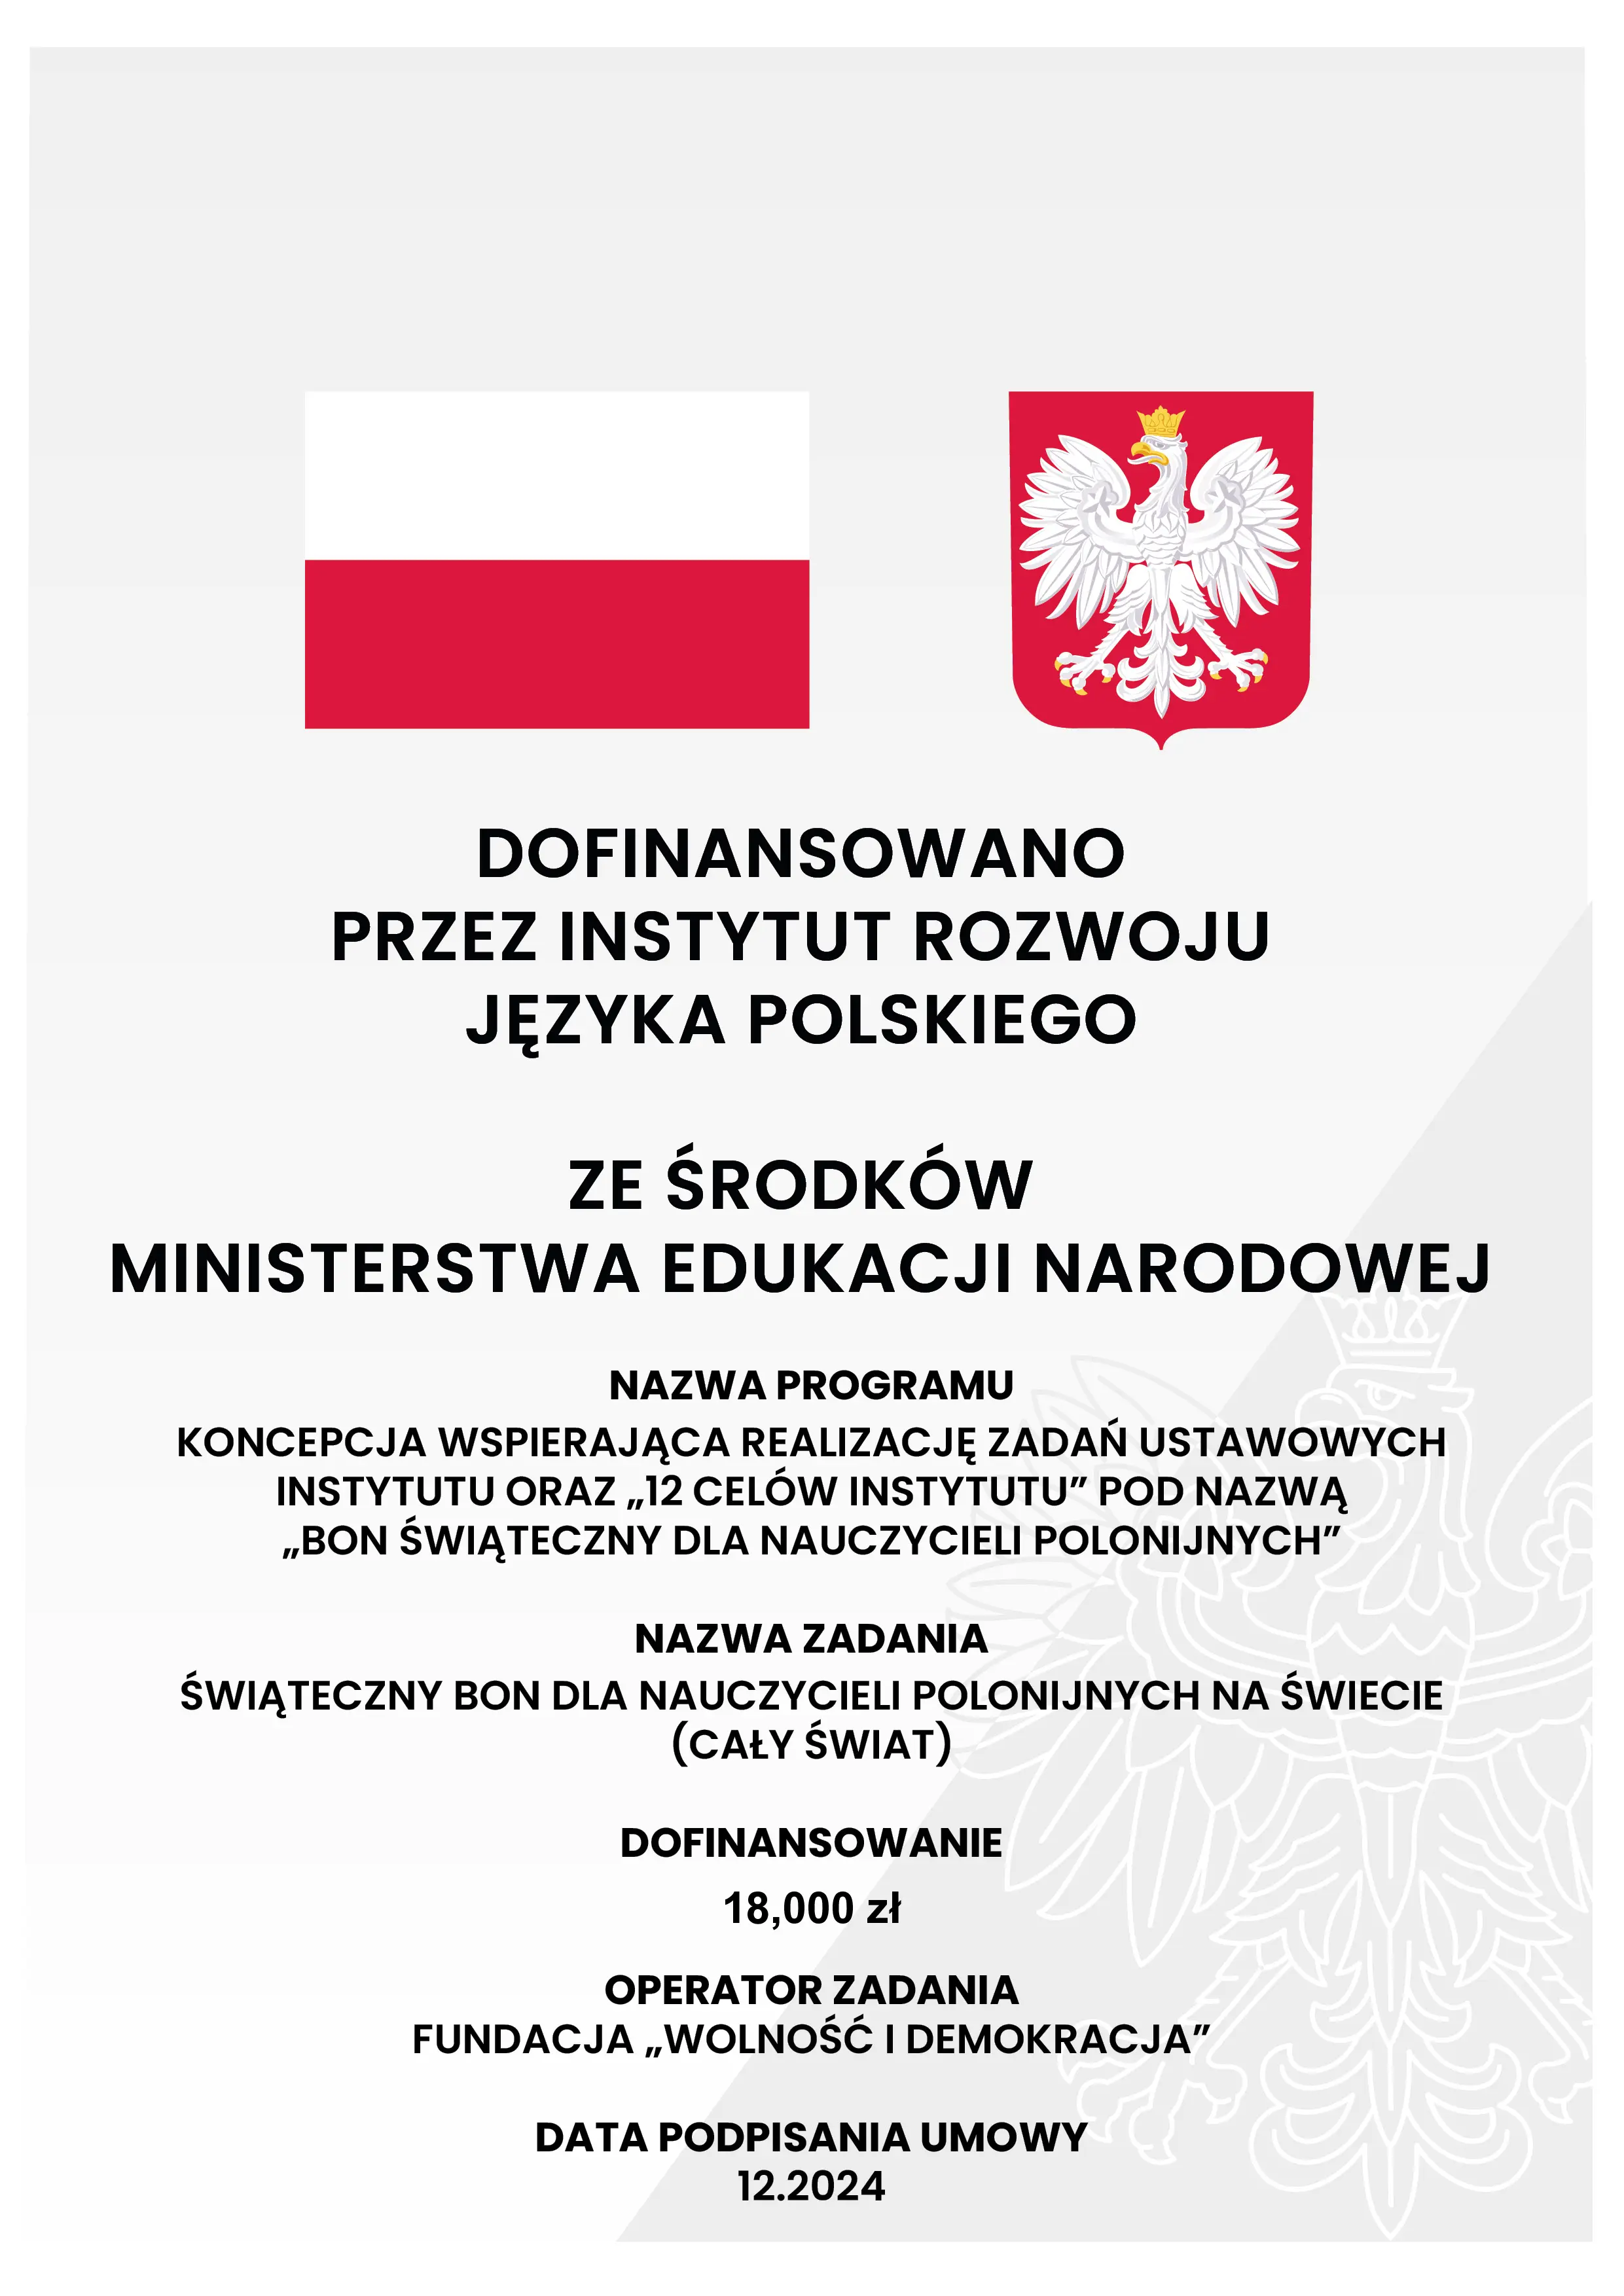 DOFINANSOWANO
PRZEZ INSTYTUT ROZWOJU
JĘZYKA POLSKIEGO
ZE ŚRODKÓW
MINISTERSTWA EDUKACJI NARODOWEJ
NAZWA PROGRAMU
KONCEPCJA WSPIERAJĄCA REALIZACJĘ ZADAŃ USTAWOWYCH
INSTYTUTU ORAZ „12 CELÓW INSTYTUTU” POD NAZWĄ
„BON ŚWIĄTECZNY DLA NAUCZYCIELI POLONIJNYCH”
NAZWA ZADANIA
ŚWIĄTECZNY BON DLA NAUCZYCIELI POLONIJNYCH NA ŚWIECIE
(CAŁY ŚWIAT)
DOFINANSOWANIE
18,000 zł
OPERATOR ZADANIA
FUNDACJA „WOLNOŚĆ I DEMOKRACJA”
DATA PODPISANIA UMOWY
12.2024